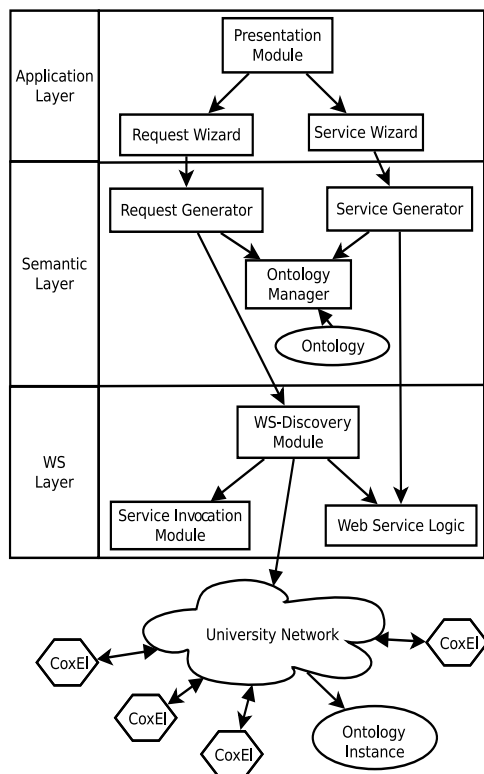 Presentation
Module
Application
Layer
Request Wizard
Service Wizard
Request Generator
Service Generator
Semantic
Layer
Ontology
Manager
Ontology
WS-Discovery
Module
WS
Layer
Service Invocation
Module
Web Service Logic
University Network
CoxEl
CoxEl
CoxEl
CoxEl
Ontology
Instance